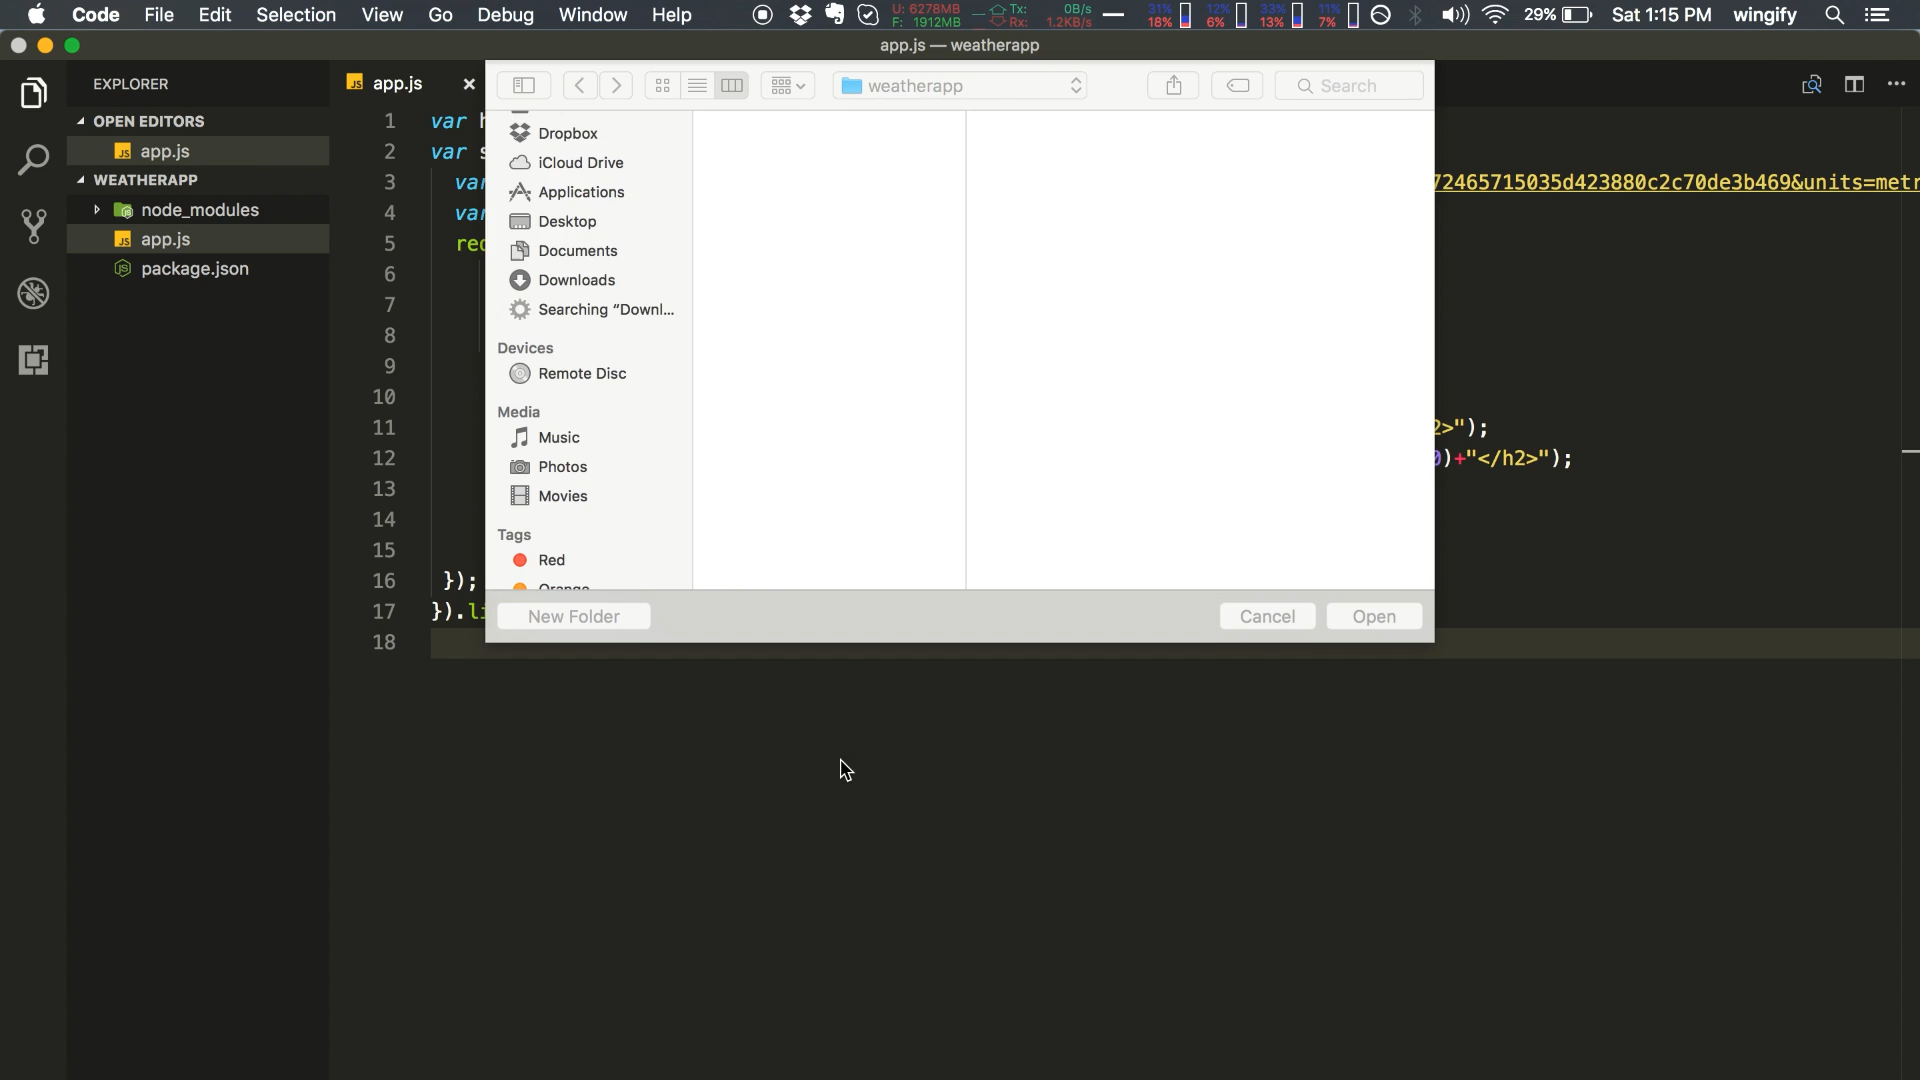 Code File Edit Selection View Go Debug Window Help U: 6278MB F: 1912MB Tx: 0B/s Rx: 1.2KB/s 31% 18% 12% 6% 33% 13% 11% 7% 29% Sat 1:15 PM wingify
app.js — weatherapp
EXPLORER
OPEN EDITORS
JS app.js
WEATHERAPP
node_modules
JS app.js
package.json
JS app.js ×
weatherapp
Search
1 var
2 var
3
72465715035d423880c2c70de3b469&units=metr
4
5
6
7
8
9
10
11
2>");
12
)+"</h2>");
13
14
15
16 });
17 }).
18
Dropbox
iCloud Drive
Applications
Desktop
Documents
Downloads
Searching “Downl...
Devices
Remote Disc
Media
Music
Photos
Movies
Tags
Red
Orange
New Folder
Cancel
Open